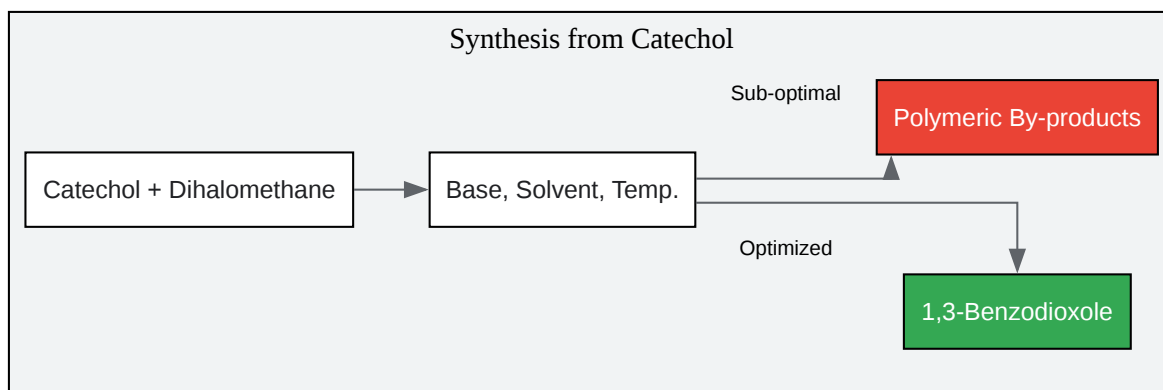 Synthesis from Catechol
Sub-optimal
Polymeric By-products
Catechol + Dihalomethane
Base, Solvent, Temp.
Optimized
1,3-Benzodioxole